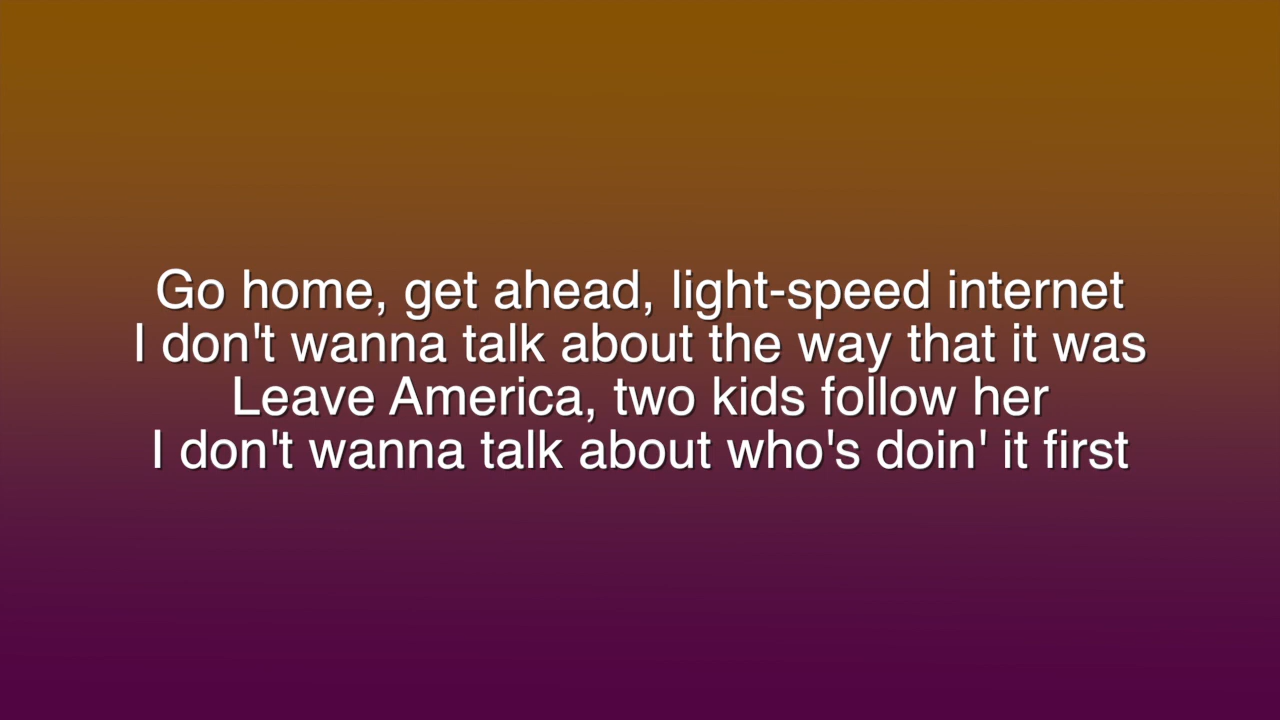 Go home, get ahead, light-speed internet
I don't wanna talk about the way that it was
Leave America, two kids follow her
I don't wanna talk about who's doin' it first